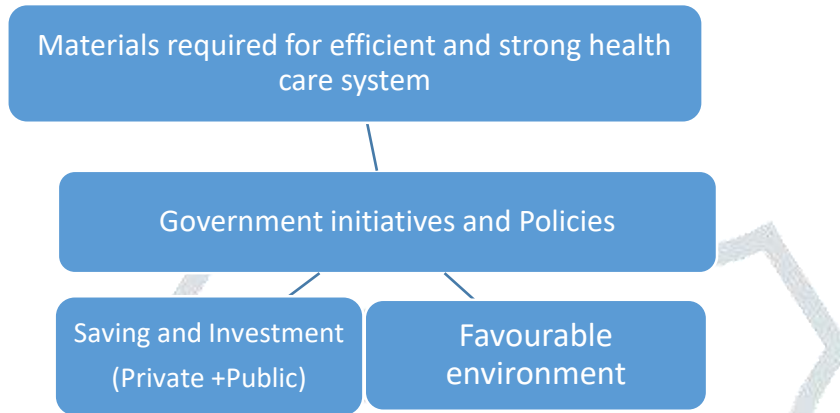 Materials required for efficient and strong health
care system
Government initiatives and Policies
Saving and Investment
(Private +Public)
Favourable
environment